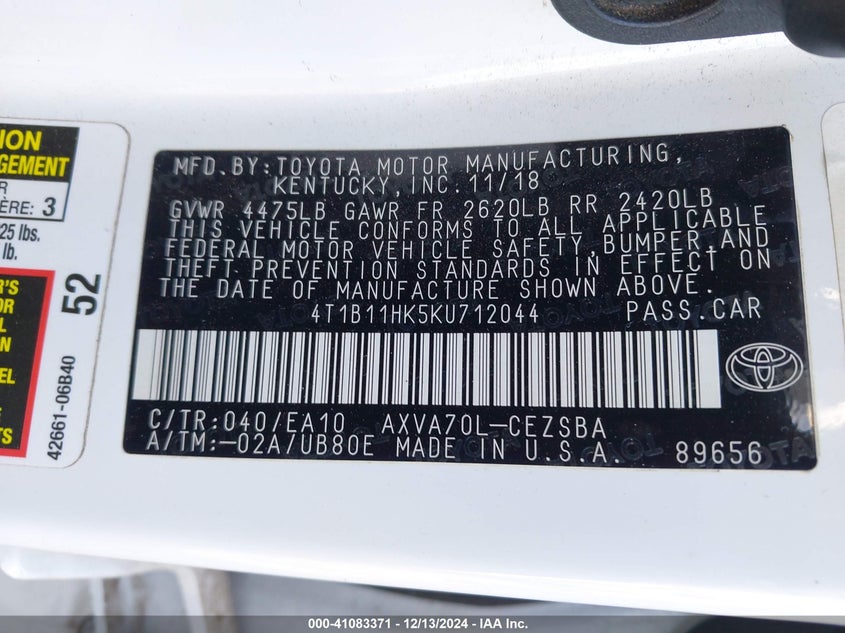 MFD.BY:TOYOTA MOTOR MANUFACTURING,
KENTUCKY,INC.11/18
GVWR 4475LB GAWR FR 2620LB RR 2420LB
THIS VEHICLE CONFORMS TO ALL APPLICABLE
FEDERAL MOTOR VEHICLE SAFETY,BUMPER,AND
THEFT PREVENTION STANDARDS IN EFFECT ON
THE DATE OF MANUFACTURE SHOWN ABOVE.
4T1B11HK5KU712044 PASS.CAR
C/TR:040/EA10 AXVA70L-CEZSBA
A/TM:-02A/UB80E MADE IN U.S.A. 89656
ÈRE: 3
25 lbs.
lb.
52
42661-06B40
000-41083371 | 12/13/2024 - IAA Inc.